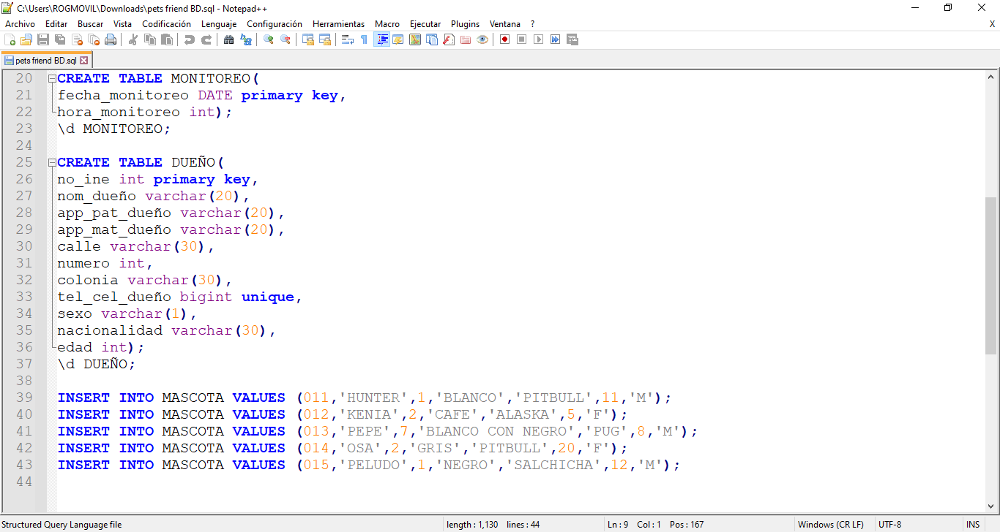 C:\Users\ROGMOVIL\Downloads\pets friend BD.sql - Notepad++
Archivo Editar Buscar Vista Codificación Lenguaje Configuración Herramientas Macro Ejecutar Plugins Ventana ? X
pets friend BD.sql
20 CREATE TABLE MONITOREO(
21 fecha_monitoreo DATE primary key,
22 hora_monitoreo int);
23 \d MONITOREO;
24
25 CREATE TABLE DUEÑO(
26 no_ine int primary key,
27 nom_dueño varchar(20),
28 app_pat_dueño varchar(20),
29 app_mat_dueño varchar(20),
30 calle varchar(30),
31 numero int,
32 colonia varchar(30),
33 tel_cel_dueño bigint unique,
34 sexo varchar(1),
35 nacionalidad varchar(30),
36 edad int);
37 \d DUEÑO;
38
39 INSERT INTO MASCOTA VALUES (011,'HUNTER',1,'BLANCO','PITBULL',11,'M');
40 INSERT INTO MASCOTA VALUES (012,'KENIA',2,'CAFE','ALASKA',5,'F');
41 INSERT INTO MASCOTA VALUES (013,'PEPE',7,'BLANCO CON NEGRO','PUG',8,'M');
42 INSERT INTO MASCOTA VALUES (014,'OSA',2,'GRIS','PITBULL',20,'F');
43 INSERT INTO MASCOTA VALUES (015,'PELUDO',1,'NEGRO','SALCHICHA',12,'M');
44
Structured Query Language file length : 1,130 lines : 44 Ln : 9 Col : 1 Pos : 167 Windows (CR LF) UTF-8 INS